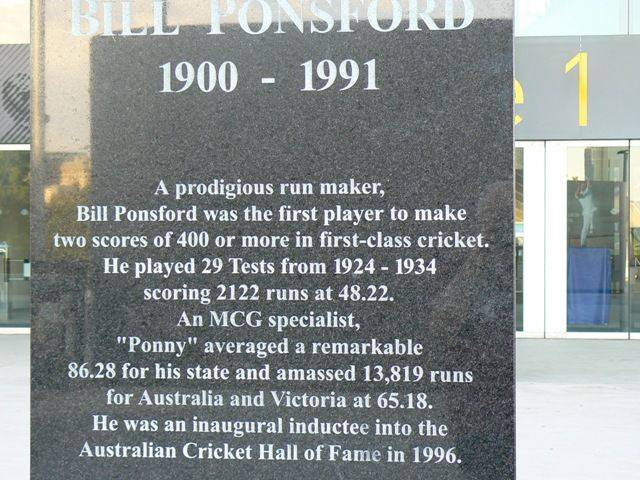 BILL PONSFORD
1900 - 1991
A prodigious run maker,
Bill Ponsford was the first player to make
two scores of 400 or more in first-class cricket.
He played 29 Tests from 1924 - 1934
scoring 2122 runs at 48.22.
An MCG specialist,
"Ponny" averaged a remarkable
86.28 for his state and amassed 13,819 runs
for Australia and Victoria at 65.18.
He was an inaugural inductee into the
Australian Cricket Hall of Fame in 1996.
e 1